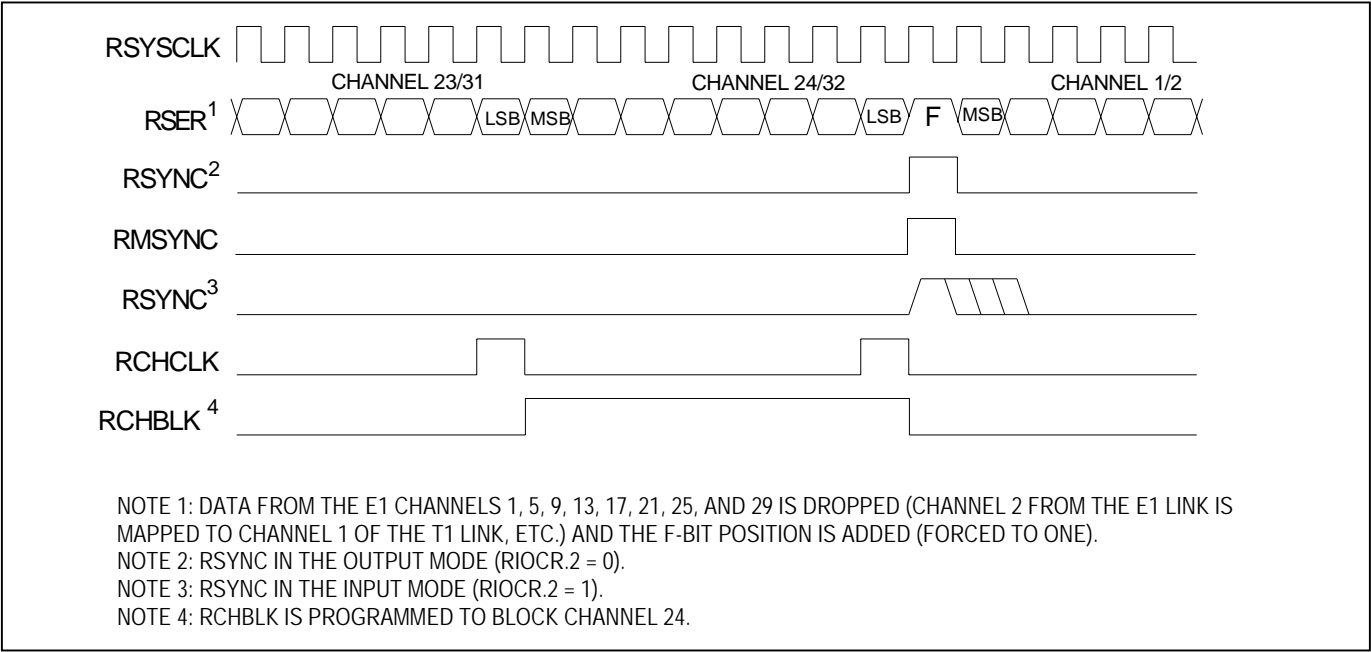 RSYSCLK
CHANNEL 23/31 CHANNEL 24/32 CHANNEL 1/2
RSER1 LSB MSB LSB F MSB
RSYNC2
RMSYNC
RSYNC3
RCHCLK
RCHBLK 4
NOTE 1: DATA FROM THE E1 CHANNELS 1, 5, 9, 13, 17, 21, 25, AND 29 IS DROPPED (CHANNEL 2 FROM THE E1 LINK IS
MAPPED TO CHANNEL 1 OF THE T1 LINK, ETC.) AND THE F-BIT POSITION IS ADDED (FORCED TO ONE).
NOTE 2: RSYNC IN THE OUTPUT MODE (RIOCR.2 = 0).
NOTE 3: RSYNC IN THE INPUT MODE (RIOCR.2 = 1).
NOTE 4: RCHBLK IS PROGRAMMED TO BLOCK CHANNEL 24.